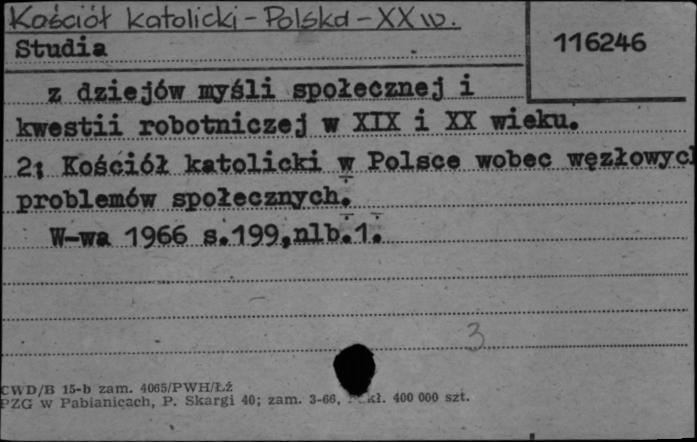 Kościół katolicki - Polska - XX w.
Studia
116246
z dziejów myśli społecznej i
kwestii robotniczej w XIX i XX wieku.
2; Kościół katolicki w Polsce wobec węzłowych
problemów społecznych.
W-wa 1966 s.199,nlb.1.
3
CWD/B 15-b zam. 4065/PWH/Łź
PZG w Pabianicach, P. Skargi 40; zam. 3-66, kł. 400 000 szt.